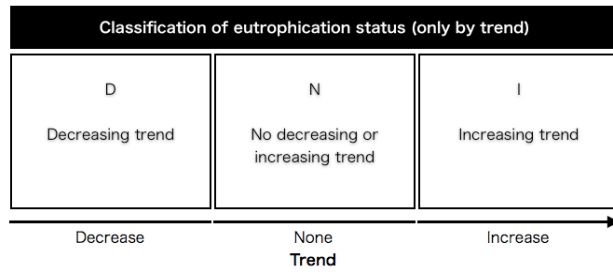 Classification of eutrophication status (only by trend)
D
N
I
Decreasing trend
No decreasing or
increasing trend
Increasing trend
Decrease
None
Increase
Trend